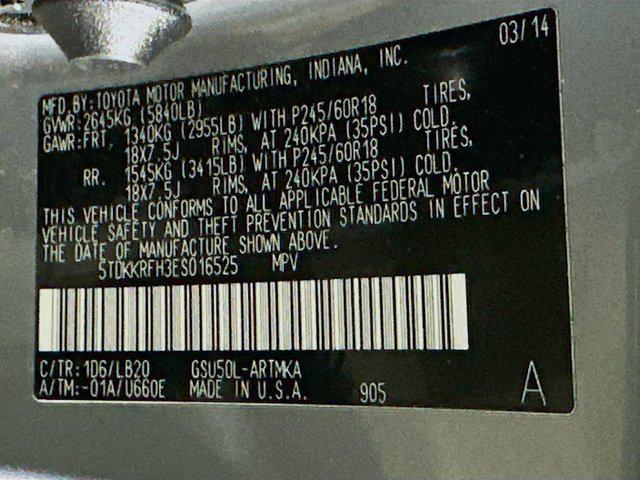 MFD.BY:TOYOTA MOTOR MANUFACTURING, INDIANA, INC. 03/14
GVWR:2645KG (5840LB)
GAWR:FRT. 1340KG (2955LB) WITH P245/60R18 TIRES,
18X7.5J RIMS, AT 240KPA (35PSI) COLD.
RR. 1545KG (3415LB) WITH P245/60R18 TIRES,
18X7.5J RIMS, AT 240KPA (35PSI) COLD.
THIS VEHICLE CONFORMS TO ALL APPLICABLE FEDERAL MOTOR
VEHICLE SAFETY AND THEFT PREVENTION STANDARDS IN EFFECT ON
THE DATE OF MANUFACTURE SHOWN ABOVE.
5TDKKRFH3ES016525 MPV
C/TR: 1D6/LB20 GSU50L-ARTMKA
A/TM:-01A/U660E MADE IN U.S.A. 905 A